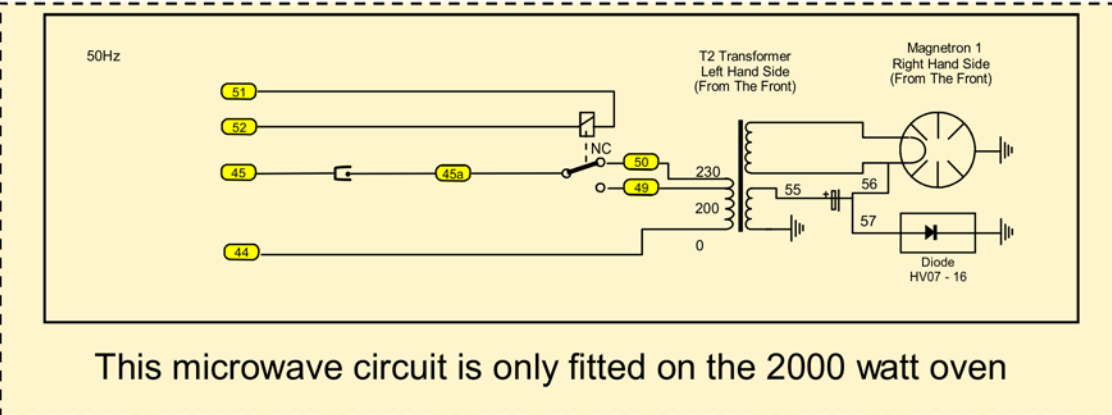 50Hz
T2 Transformer
Left Hand Side
(From The Front)
Magnetron 1
Right Hand Side
(From The Front)
51
52
NC
45
45a
50
49
230
200
0
55
56
57
+
44
Diode
HV07 - 16
This microwave circuit is only fitted on the 2000 watt oven